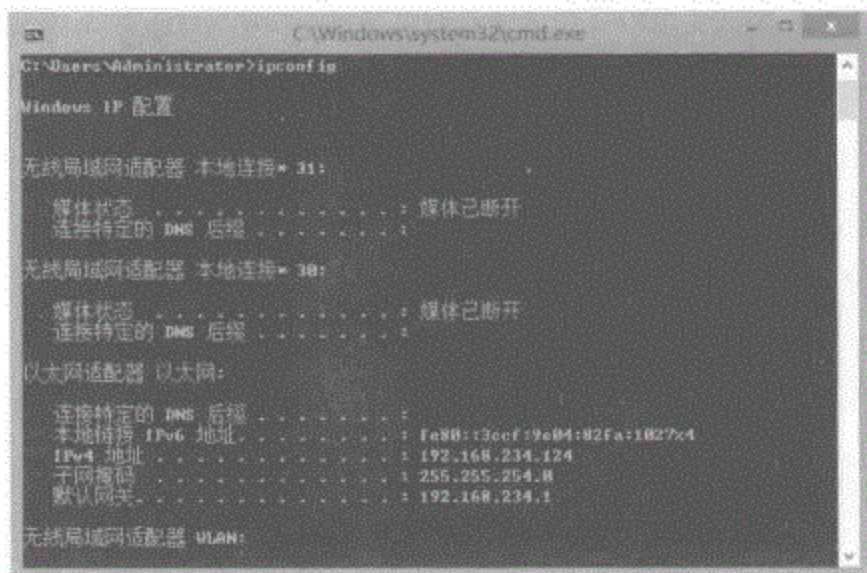 C:\Windows\system32\cmd.exe
C:\Users\Administrator>ipconfig
Windows IP 配置
无线局域网适配器 本地连接* 31:
媒体状态 . . . . . . . . . . . . : 媒体已断开
连接特定的 DNS 后缀 . . . . . . . :
无线局域网适配器 本地连接* 30:
媒体状态 . . . . . . . . . . . . : 媒体已断开
连接特定的 DNS 后缀 . . . . . . . :
以太网适配器 以太网:
连接特定的 DNS 后缀 . . . . . . . :
本地链接 IPv6 地址. . . . . . . . : fe80::3ccf:9e04:82fa:1027%4
IPv4 地址 . . . . . . . . . . . . : 192.168.234.124
子网掩码 . . . . . . . . . . . . : 255.255.254.0
默认网关. . . . . . . . . . . . . : 192.168.234.1
无线局域网适配器 WLAN: